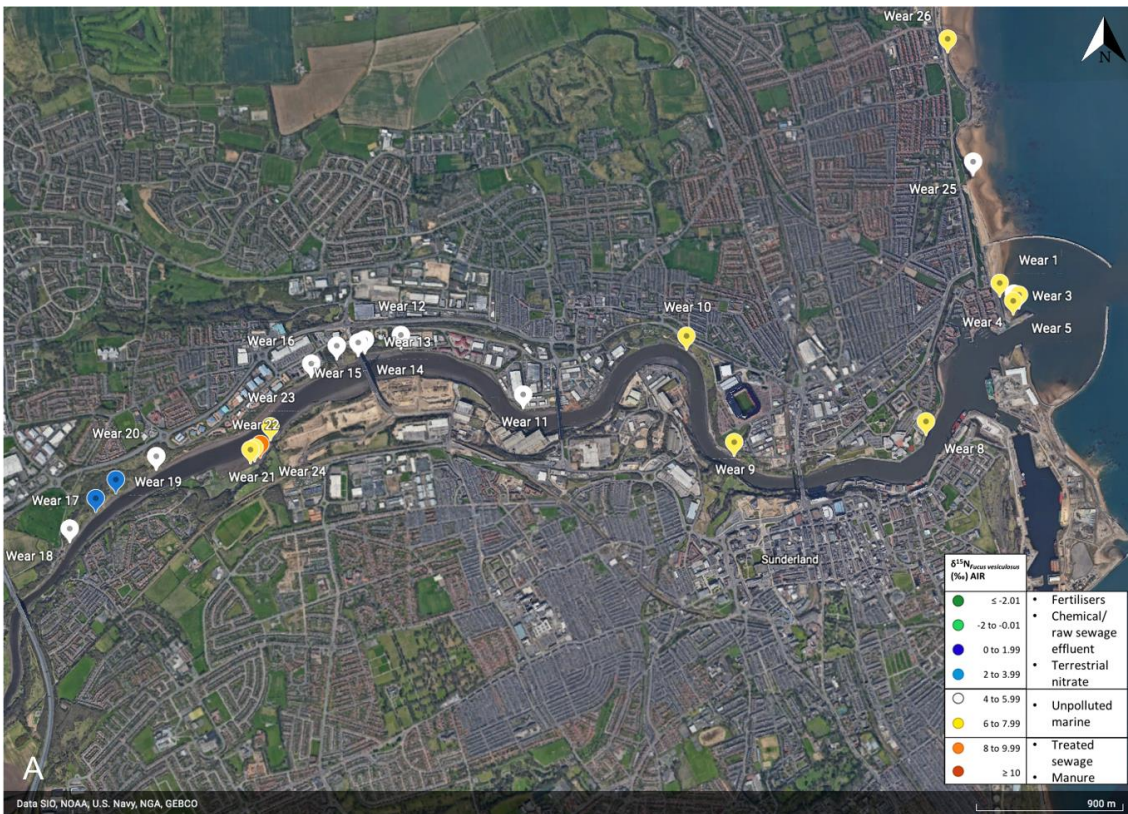 Wear 26
N
Wear 25
Wear 1
Wear 3
Wear 4
Wear 5
Wear 12
Wear 10
Wear 16
Wear 13
Wear 15
Wear 14
Wear 23
Wear 11
Wear 20
Wear 22
Wear 21
Wear 24
Wear 19
Wear 9
Wear 8
Wear 17
Wear 18
Sunderland
δ¹⁵N Fucus vesiculosus
(‰) AIR
≤ -2.01
-2 to -0.01
0 to 1.99
2 to 3.99
• Fertilisers
• Chemical/
raw sewage
effluent
• Terrestrial
nitrate
4 to 5.99
6 to 7.99
• Unpolluted
marine
8 to 9.99
≥ 10
• Treated
sewage
• Manure
A
Data SIO, NOAA, U.S. Navy, NGA, GEBCO
900 m